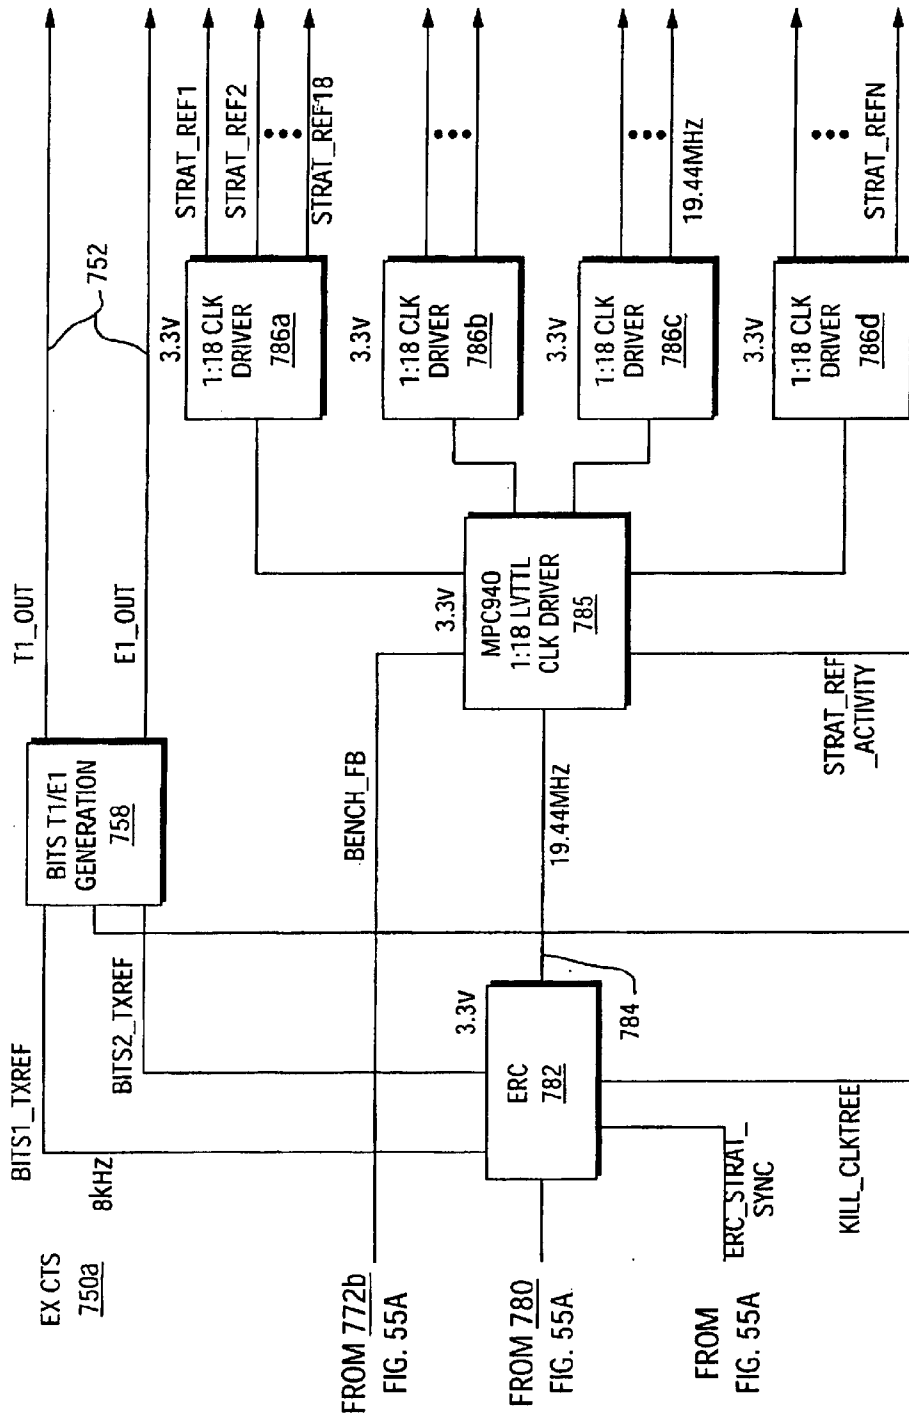 EX CTS
750a
BITS1_TXREF
8kHZ
BITS2_TXREF
BITS T1/E1
GENERATION
758
T1_OUT
E1_OUT
752
FROM 772b
FIG. 55A
BENCH_FB
FROM 780
FIG. 55A
FROM
FIG. 55A
ERC_STRAT_
SYNC
KILL_CLKTREE
3.3V
ERC
782
784
19.44MHZ
3.3V
MPC940
1:18 LVTTL
CLK DRIVER
785
STRAT_REF
_ACTIVITY
3.3V
1:18 CLK
DRIVER
786a
STRAT_REF1
STRAT_REF2
STRAT_REF18
3.3V
1:18 CLK
DRIVER
786b
3.3V
1:18 CLK
DRIVER
786c
19.44MHZ
3.3V
1:18 CLK
DRIVER
786d
STRAT_REFN